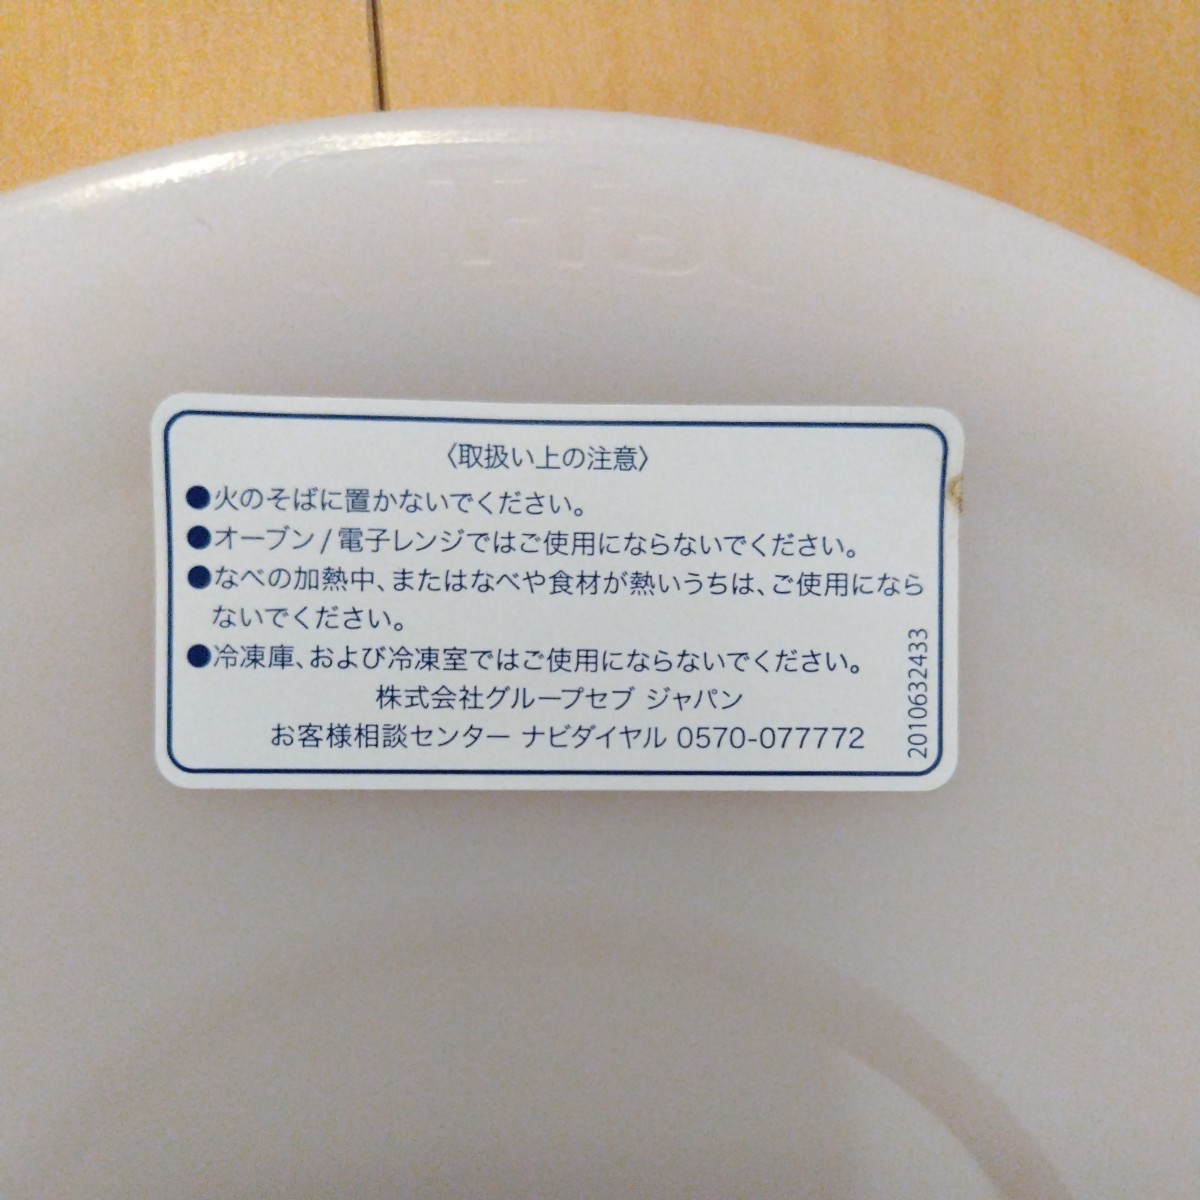 T-fal
〈取扱い上の注意〉
●火のそばに置かないでください。
●オーブン/電子レンジではご使用にならないでください。
●なべの加熱中、またはなべや食材が熱いうちは、ご使用になら
ないでください。
●冷凍庫、および冷凍室ではご使用にならないでください。
株式会社グループセブ ジャパン
お客様相談センター ナビダイヤル 0570-077772
2010632433